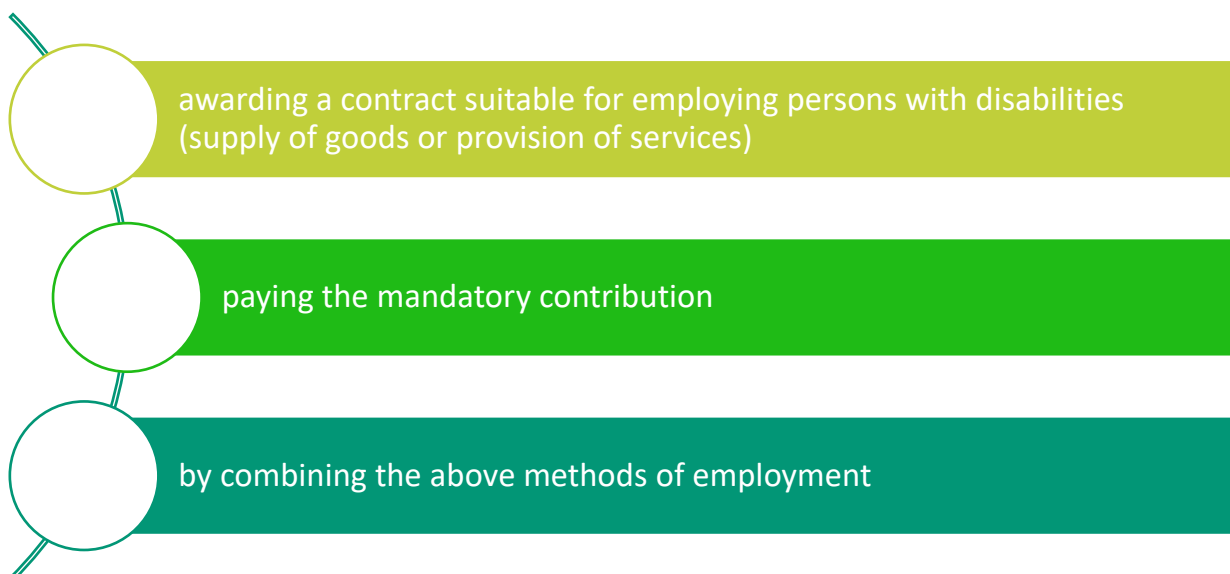 awarding a contract suitable for employing persons with disabilities
(supply of goods or provision of services)
paying the mandatory contribution
by combining the above methods of employment